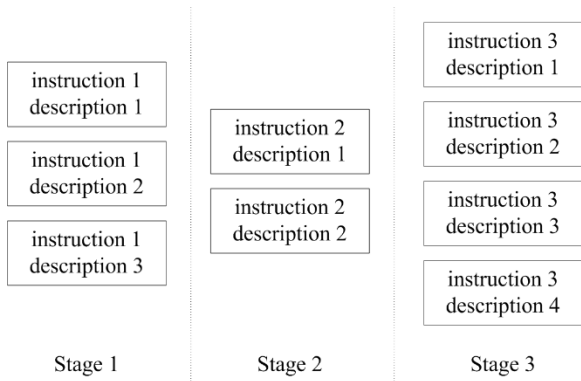 instruction 1
description 1
instruction 1
description 2
instruction 1
description 3
Stage 1
instruction 2
description 1
instruction 2
description 2
Stage 2
instruction 3
description 1
instruction 3
description 2
instruction 3
description 3
instruction 3
description 4
Stage 3